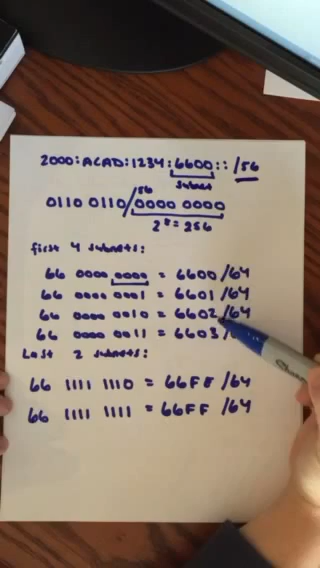 2000:ACAD:1234:6600::/56
subnet
56
0110 0110/0000 0000
2⁸ = 256
first 4 subnets:
66 0000 0000 = 6600 /64
66 0000 0001 = 6601 /64
66 0000 0010 = 6602 /64
66 0000 0011 = 6603 /6
Last 2 subnets:
66 1111 1110 = 66FE /64
66 1111 1111 = 66FF /64